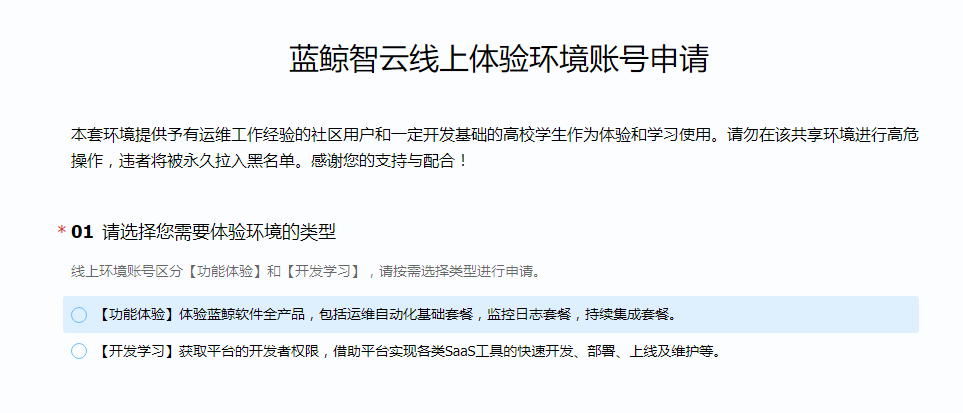 蓝鲸智云线上体验环境账号申请
本套环境提供予有运维工作经验的社区用户和一定开发基础的高校学生作为体验和学习使用。请勿在该共享环境进行高危
操作，违者将被永久拉入黑名单。感谢您的支持与配合！
* 01 请选择您需要体验环境的类型
线上环境账号区分【功能体验】和【开发学习】，请按需选择类型进行申请。
【功能体验】体验蓝鲸软件全产品，包括运维自动化基础套餐，监控日志套餐，持续集成套餐。
【开发学习】获取平台的开发者权限，借助平台实现各类SaaS工具的快速开发、部署、上线及维护等。